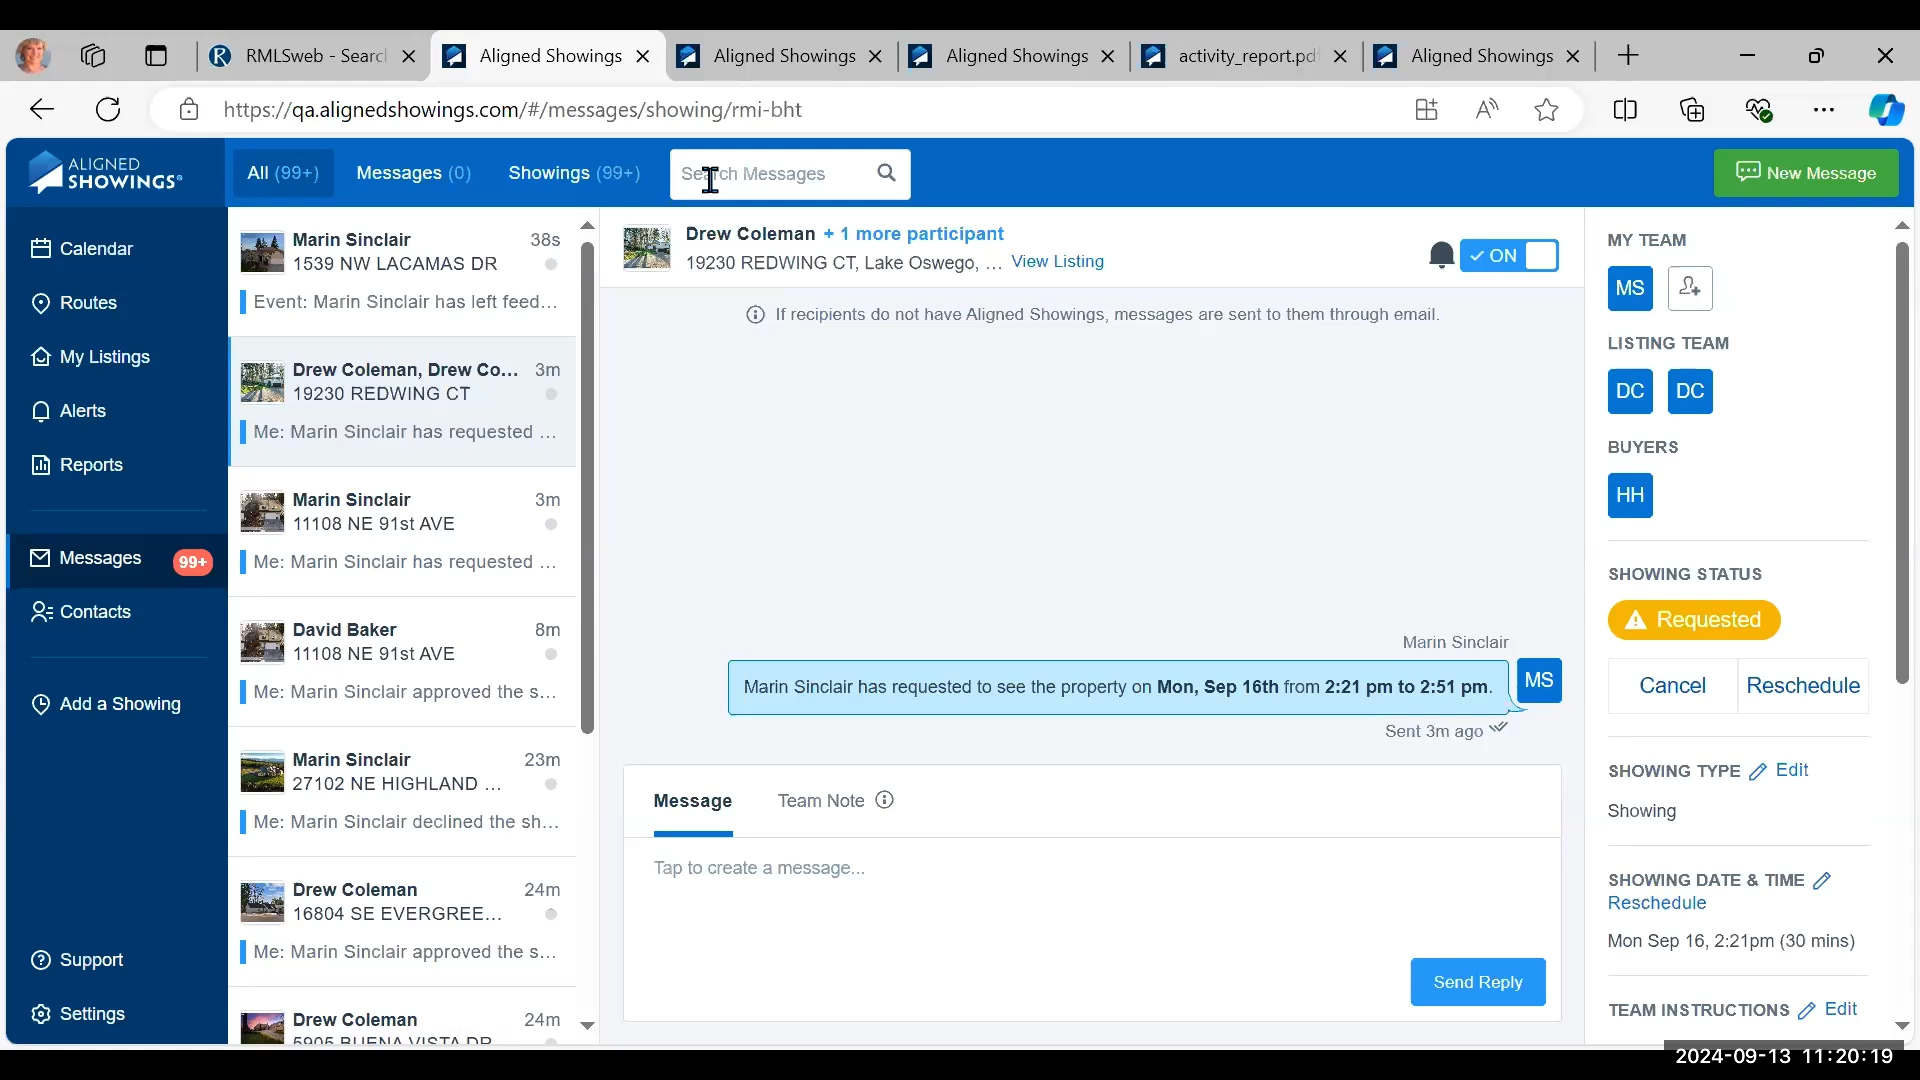 RMLSweb - Searc
Aligned Showings
Aligned Showings
Aligned Showings
activity_report.pd
Aligned Showings
https://qa.alignedshowings.com/#/messages/showing/rmi-bht
ALIGNED
SHOWINGS
All (99+)
Messages (0)
Showings (99+)
Search Messages
New Message
Calendar
Routes
My Listings
Alerts
Reports
Messages
99+
Contacts
Add a Showing
Support
Settings
Marin Sinclair
38s
1539 NW LACAMAS DR
Event: Marin Sinclair has left feed...
Drew Coleman, Drew Co...
3m
19230 REDWING CT
Me: Marin Sinclair has requested ...
Marin Sinclair
3m
11108 NE 91st AVE
Me: Marin Sinclair has requested ...
David Baker
8m
11108 NE 91st AVE
Me: Marin Sinclair approved the s...
Marin Sinclair
23m
27102 NE HIGHLAND ...
Me: Marin Sinclair declined the sh...
Drew Coleman
24m
16804 SE EVERGREE...
Me: Marin Sinclair approved the s...
Drew Coleman
24m
5905 BUENA VISTA DR
Drew Coleman + 1 more participant
19230 REDWING CT, Lake Oswego, ... View Listing
ON
If recipients do not have Aligned Showings, messages are sent to them through email.
Marin Sinclair
Marin Sinclair has requested to see the property on Mon, Sep 16th from 2:21 pm to 2:51 pm.
MS
Sent 3m ago
Message
Team Note
Tap to create a message...
Send Reply
MY TEAM
MS
LISTING TEAM
DC
DC
BUYERS
HH
SHOWING STATUS
Requested
Cancel
Reschedule
SHOWING TYPE Edit
Showing
SHOWING DATE & TIME
Reschedule
Mon Sep 16, 2:21pm (30 mins)
TEAM INSTRUCTIONS Edit
2024-09-13 11:20:19